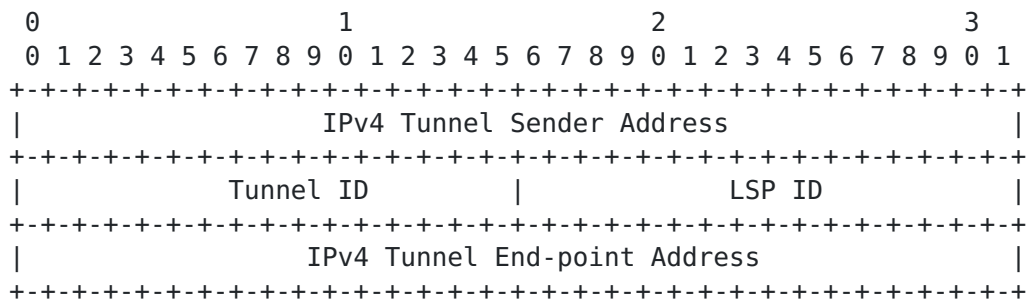 0                   1                   2                   3
 0 1 2 3 4 5 6 7 8 9 0 1 2 3 4 5 6 7 8 9 0 1 2 3 4 5 6 7 8 9 0 1
+-+-+-+-+-+-+-+-+-+-+-+-+-+-+-+-+-+-+-+-+-+-+-+-+-+-+-+-+-+-+-+-+
|                   IPv4 Tunnel Sender Address                  |
+-+-+-+-+-+-+-+-+-+-+-+-+-+-+-+-+-+-+-+-+-+-+-+-+-+-+-+-+-+-+-+-+
|             Tunnel ID         |             LSP ID            |
+-+-+-+-+-+-+-+-+-+-+-+-+-+-+-+-+-+-+-+-+-+-+-+-+-+-+-+-+-+-+-+-+
|                  IPv4 Tunnel End-point Address                |
+-+-+-+-+-+-+-+-+-+-+-+-+-+-+-+-+-+-+-+-+-+-+-+-+-+-+-+-+-+-+-+-+